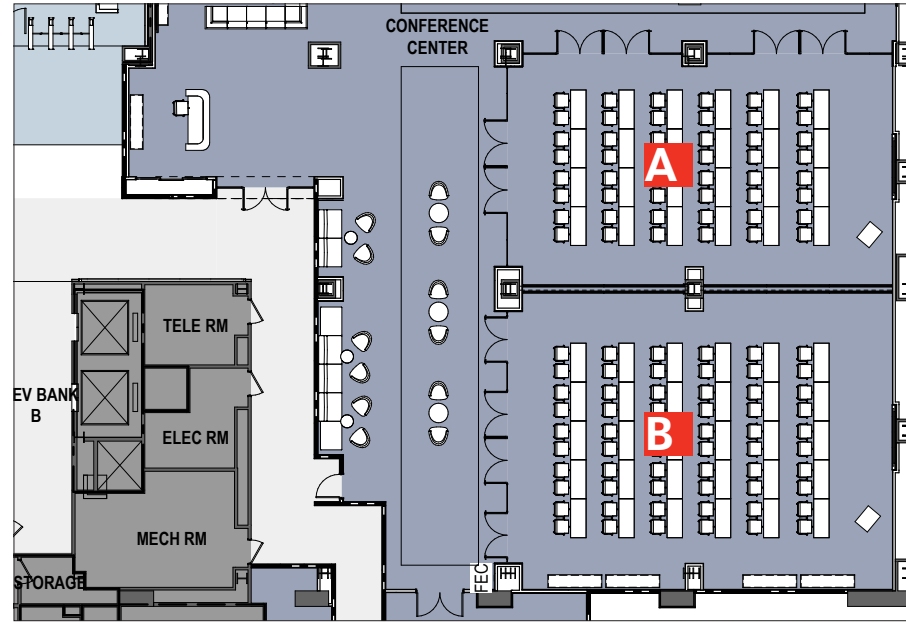 CONFERENCE
CENTER
A
TELE RM
EV BANK
B
ELEC RM
B
MECH RM
STORAGE
FEC